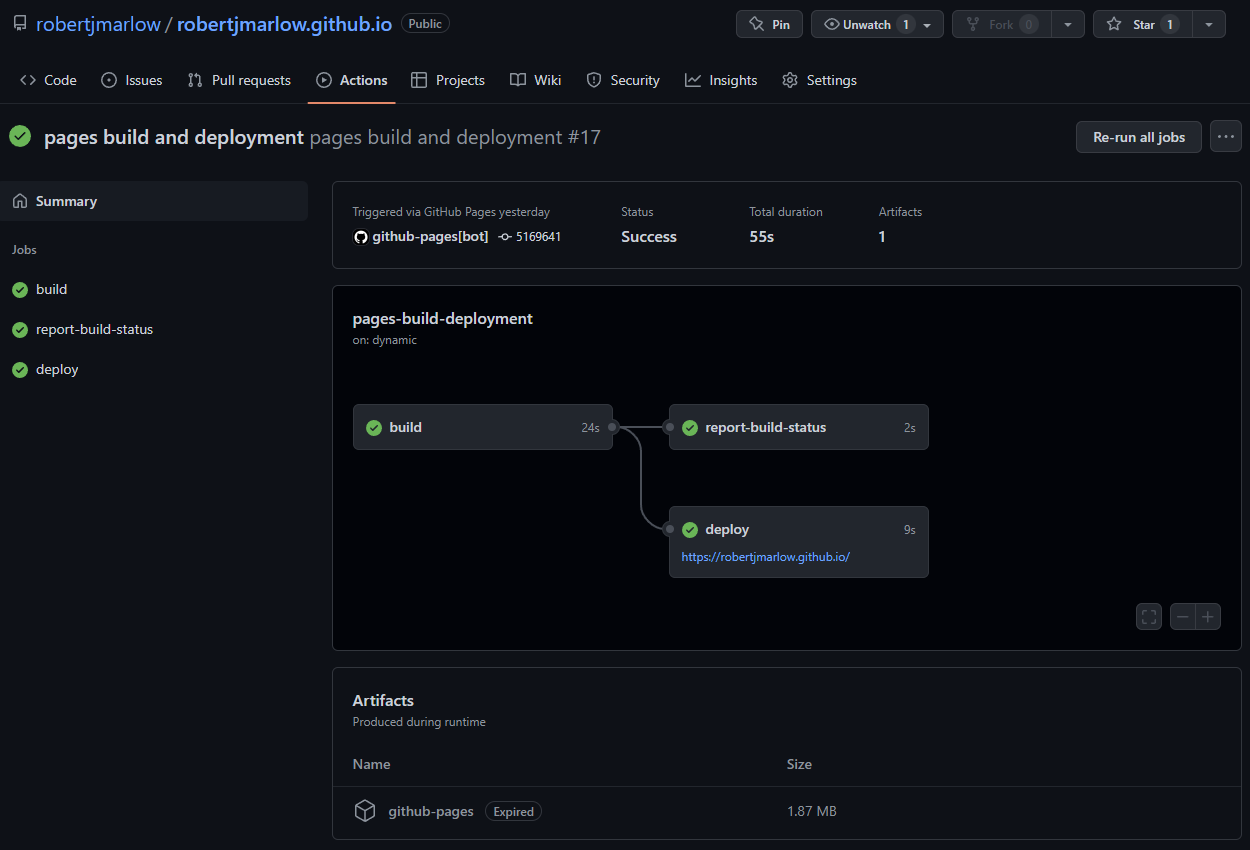 robertjmarlow / robertjmarlow.github.io Public Pin Unwatch 1 Fork 0 Star 1
Code Issues Pull requests Actions Projects Wiki Security Insights Settings
pages build and deployment pages build and deployment #17 Re-run all jobs ...
Summary
Jobs
build
report-build-status
deploy
Triggered via GitHub Pages yesterday Status Total duration Artifacts
github-pages[bot] 5169641 Success 55s 1
pages-build-deployment
on: dynamic
build 24s report-build-status 2s
deploy 9s
https://robertjmarlow.github.io/
Artifacts
Produced during runtime
Name Size
github-pages Expired 1.87 MB